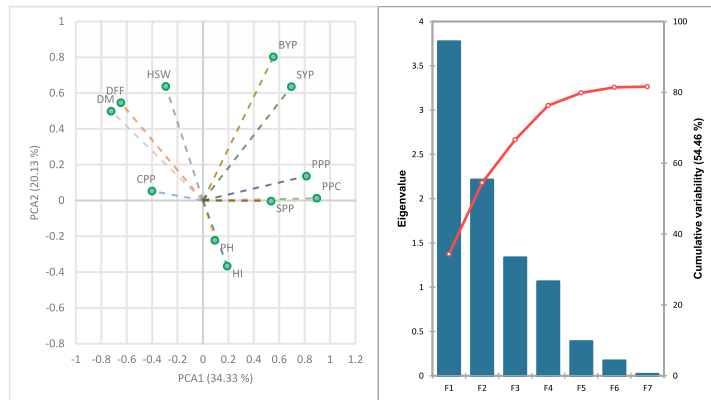 1
0.8
0.6
0.4
0.2
0
-0.2
-0.4
-0.6
-0.8
-1 -0.8 -0.6 -0.4 -0.2 0 0.2 0.4 0.6 0.8 1 1.2
PCA2 (20.13 %)
PCA1 (34.33 %)
BYP
SYP
HSW
DFF
DM
CPP
PPP
PPC
SPP
PH
HI
4
3.5
3
2.5
2
1.5
1
0.5
0
Eigenvalue
F1 F2 F3 F4 F5 F6 F7
100
80
60
40
20
0
Cumulative variability (54.46 %)